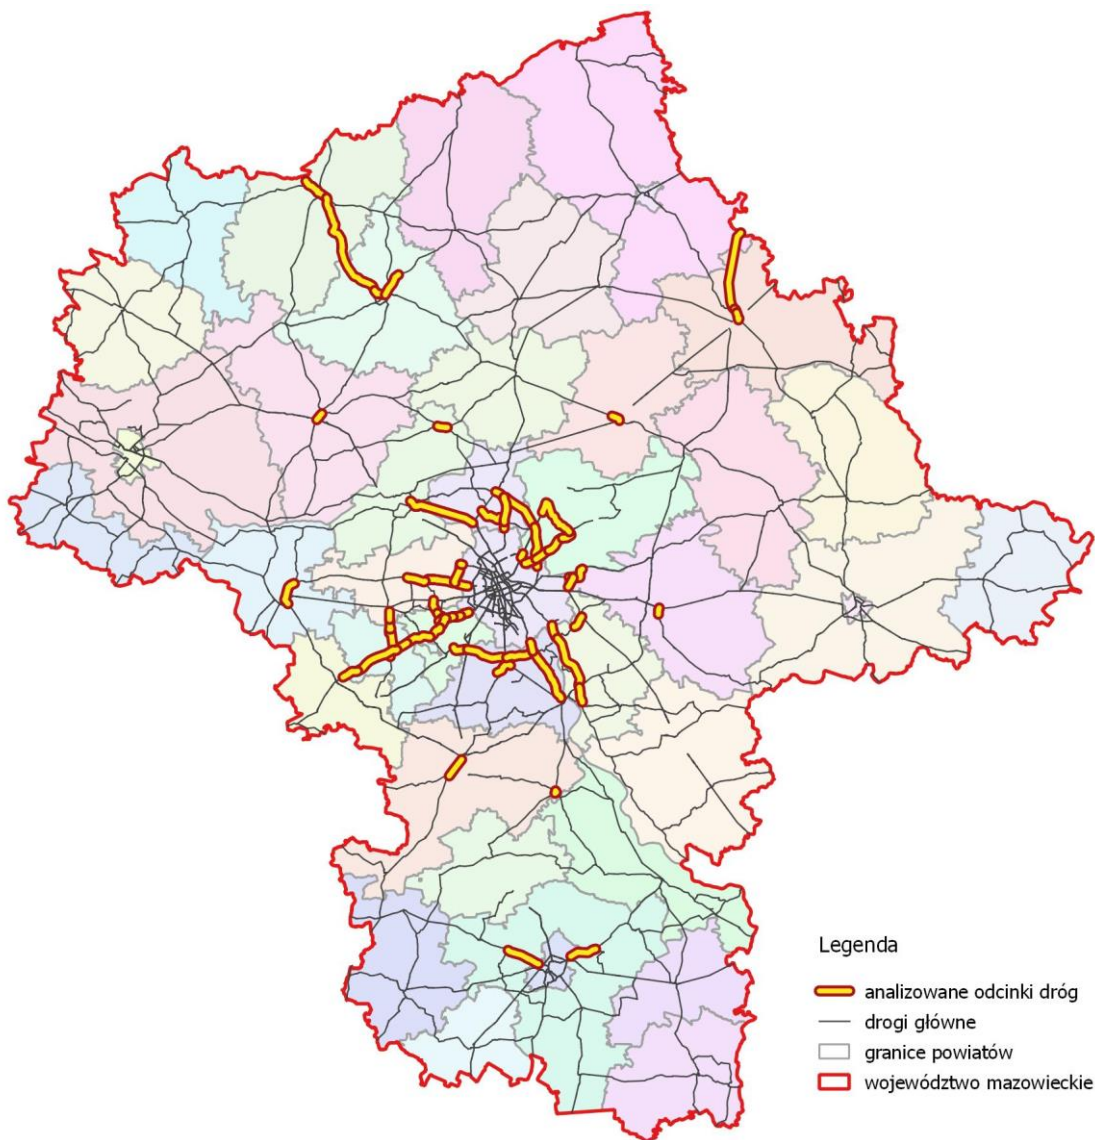 Legenda
analizowane odcinki dróg
drogi główne
granice powiatów
województwo mazowieckie